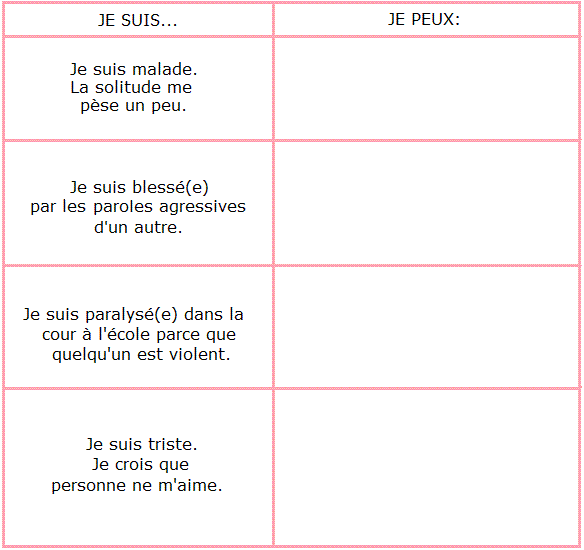 JE SUIS...
JE PEUX:
Je suis malade.
La solitude me
pèse un peu.
Je suis blessé(e)
par les paroles agressives
d'un autre.
Je suis paralysé(e) dans la
cour à l'école parce que
quelqu'un est violent.
Je suis triste.
Je crois que
personne ne m'aime.